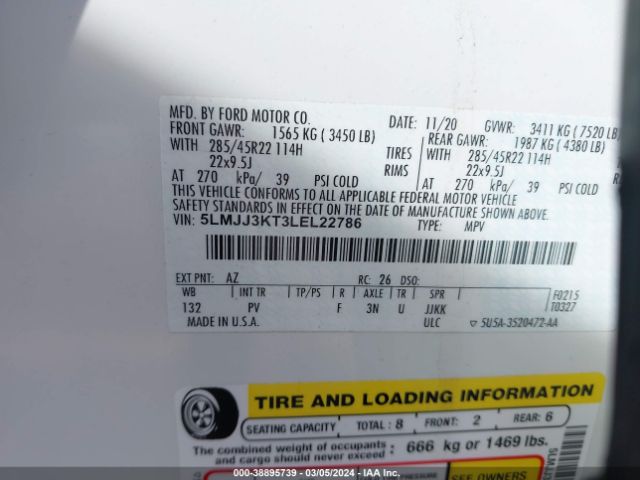 MFD. BY FORD MOTOR CO. DATE: 11/20 GVWR: 3411 KG ( 7520 LB)
FRONT GAWR: 1565 KG ( 3450 LB) REAR GAWR: 1987 KG ( 4380 LB)
WITH 285/45R22 114H TIRES WITH 285/45R22 114H
22x9.5J RIMS 22x9.5J
AT 270 kPa/ 39 PSI COLD AT 270 kPa/ 39 PSI COLD
THIS VEHICLE CONFORMS TO ALL APPLICABLE FEDERAL MOTOR VEHICLE
SAFETY STANDARDS IN EFFECT ON THE DATE OF MANUFACTURE SHOWN ABOVE.
VIN: 5LMJJ3KT3LEL22786 TYPE: MPV
EXT PNT: AZ RC: 26 DSO:
WB INT TR TP/PS R AXLE TR SPR F0215
132 PV F 3N U JJKK T0327
MADE IN U.S.A. ULC ▽ 5U5A-3520472-AA
TIRE AND LOADING INFORMATION
SEATING CAPACITY TOTAL : 8 FRONT: 2 REAR: 6
The combined weight of occupants and cargo should never exceed : 666 kg or 1469 lbs.
PRESSURE SEE OWNERS
© - 38895739 - 03/05/2024 - IAAI.com